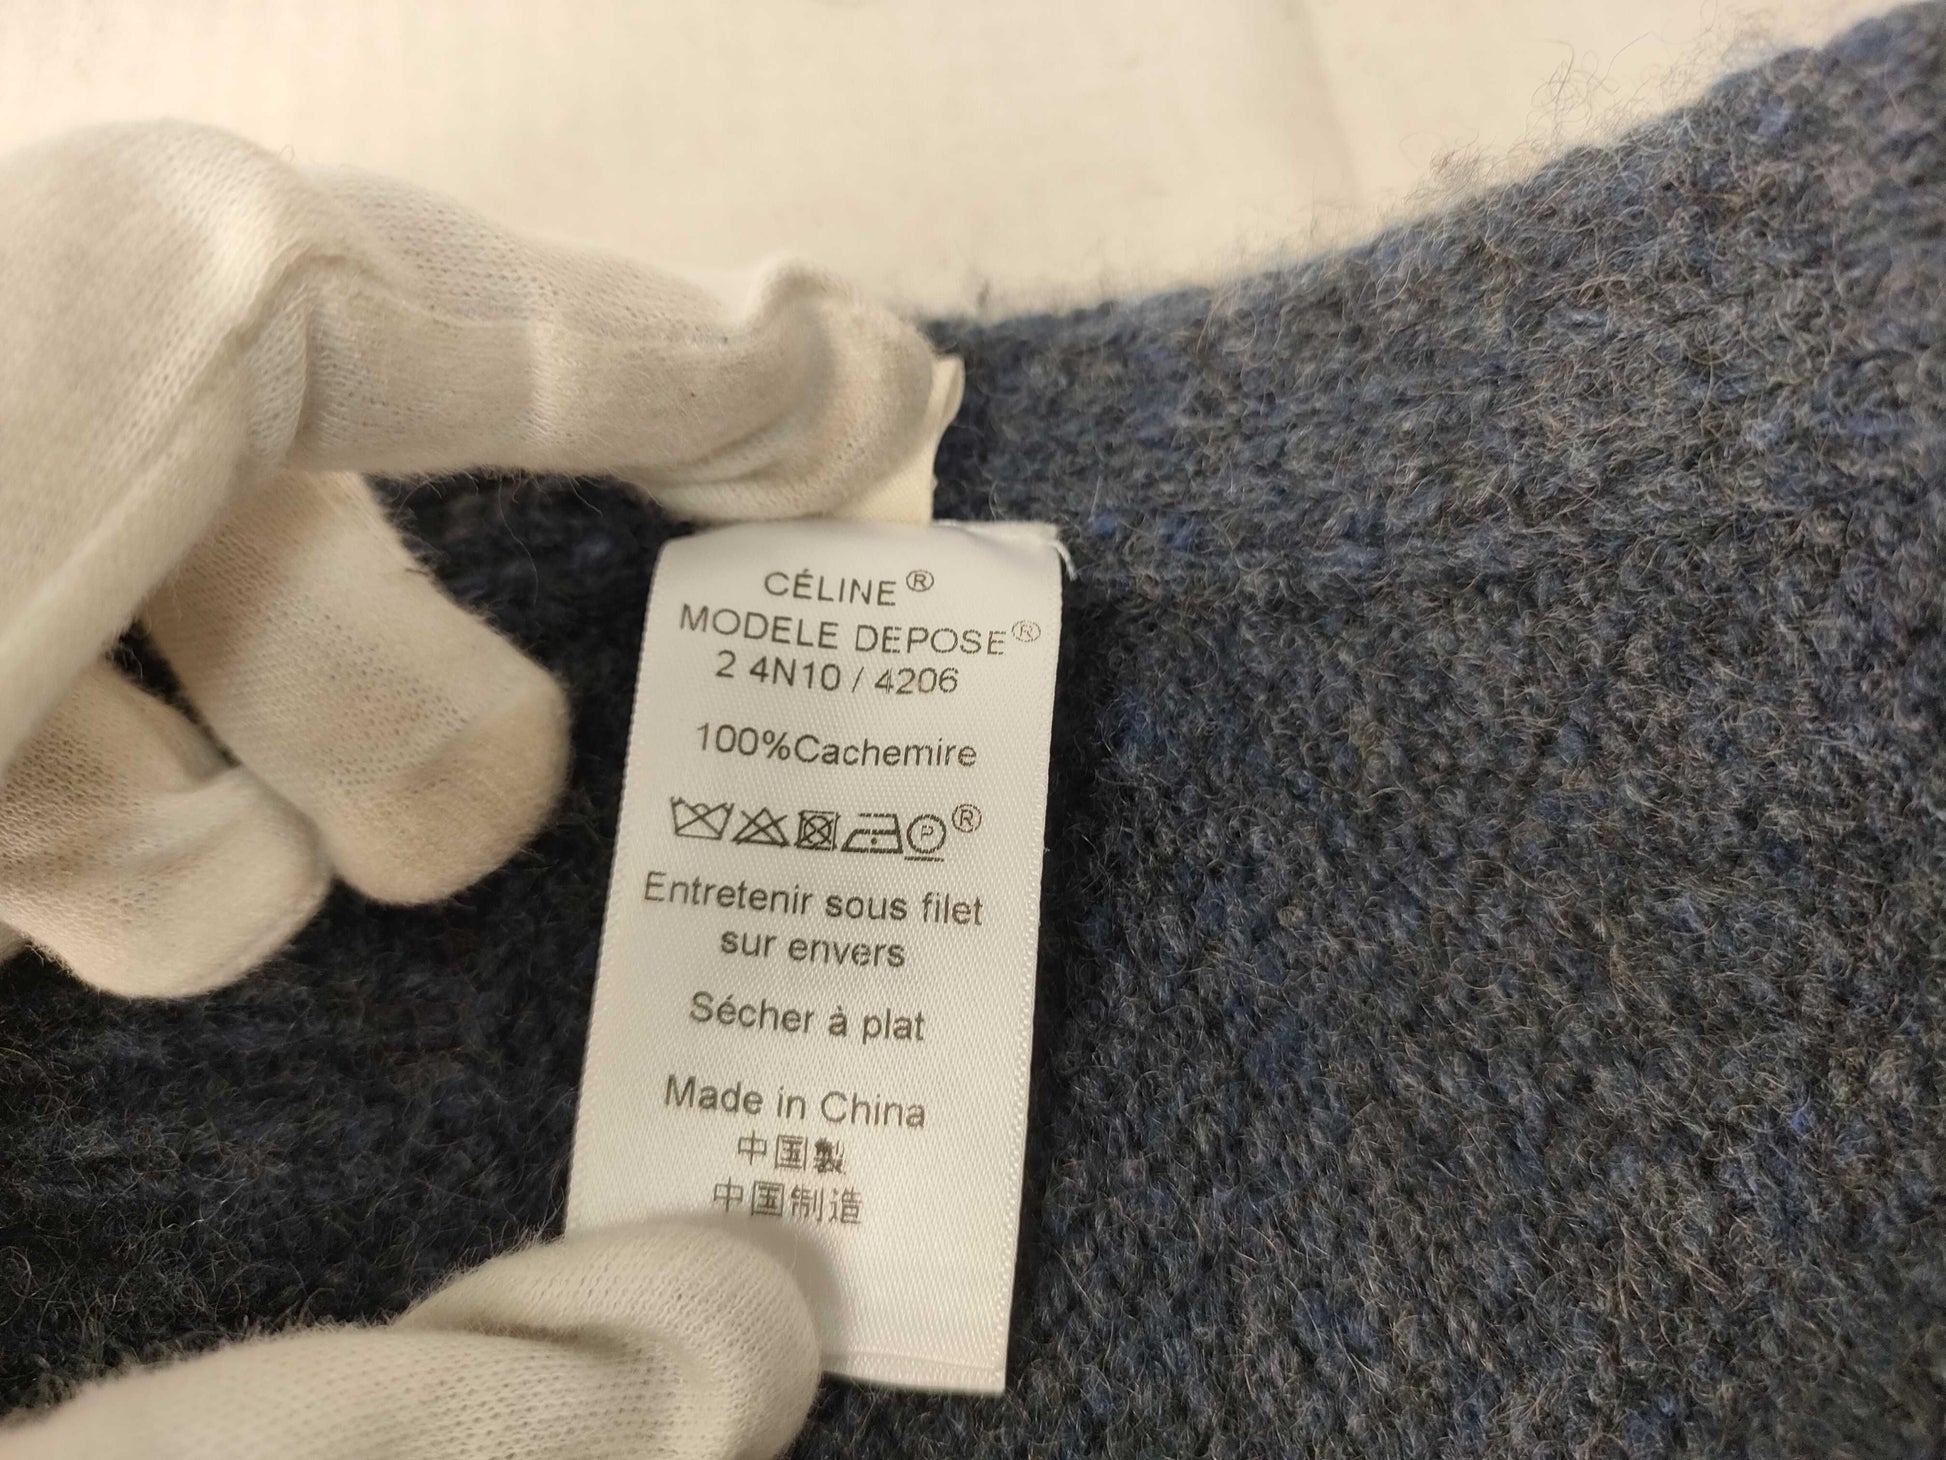 CÉLINE®
MODELE DEPOSE®
2 4N10 / 4206
100%Cachemire
P ®
Entretenir sous filet
sur envers
Sécher à plat
Made in China
中国製
中国制造